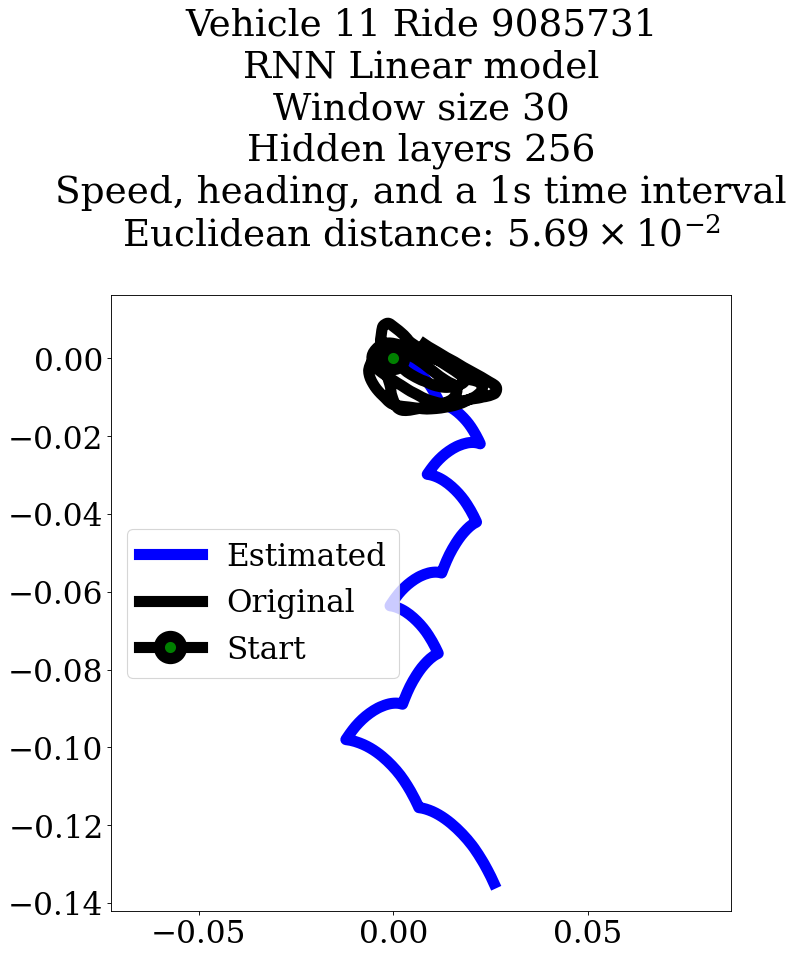 Vehicle 11 Ride 9085731
RNN Linear model
Window size 30
Hidden layers 256
Speed, heading, and a 1s time interval
Euclidean distance: 5.69 × 10⁻²
0.00
−0.02
−0.04
−0.06
−0.08
−0.10
−0.12
−0.14
Estimated
Original
Start
−0.05
0.00
0.05